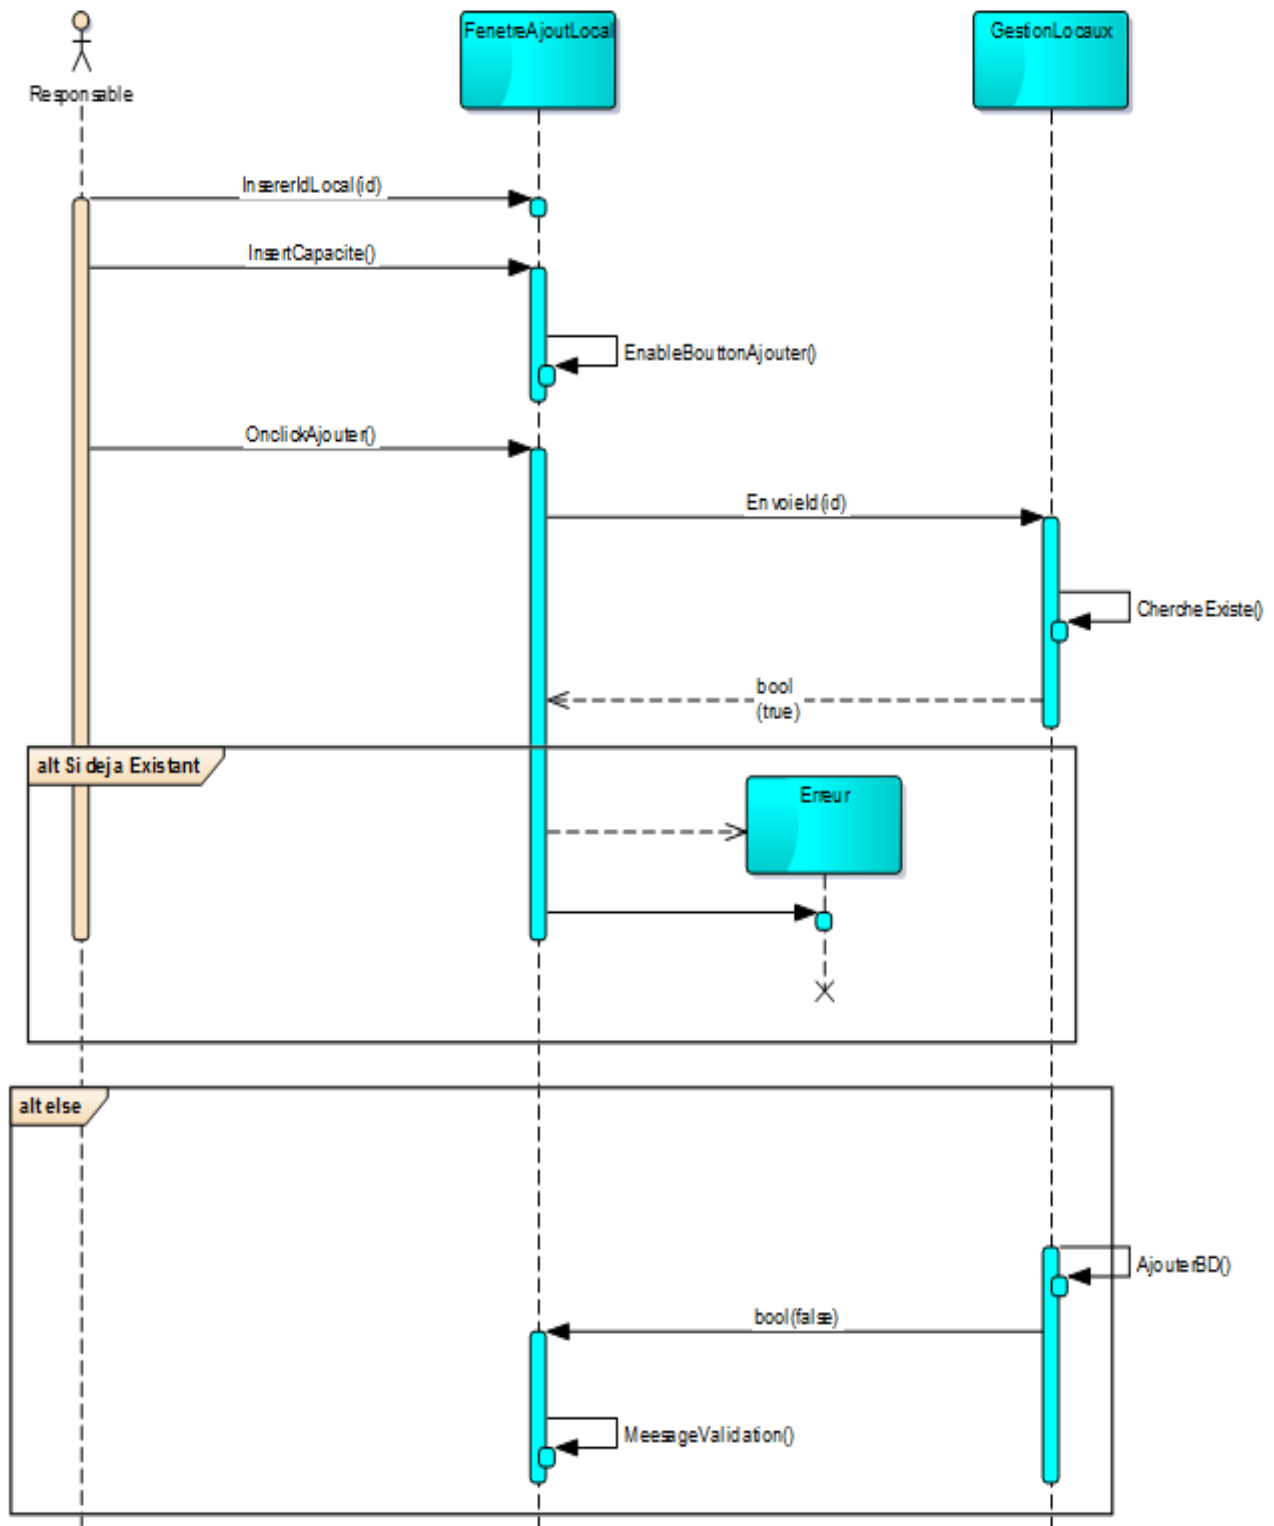 Responsable
FenetreAjoutLocal
GestionLocaux
InsererIdLocal(id)
InsertCapacite()
EnableBouttonAjouter()
OnclickAjouter()
EnvoieId(id)
ChercheExiste()
bool
(true)
alt Si deja Existant
Erreur
alt else
AjouterBD()
bool(false)
MeesageValidation()